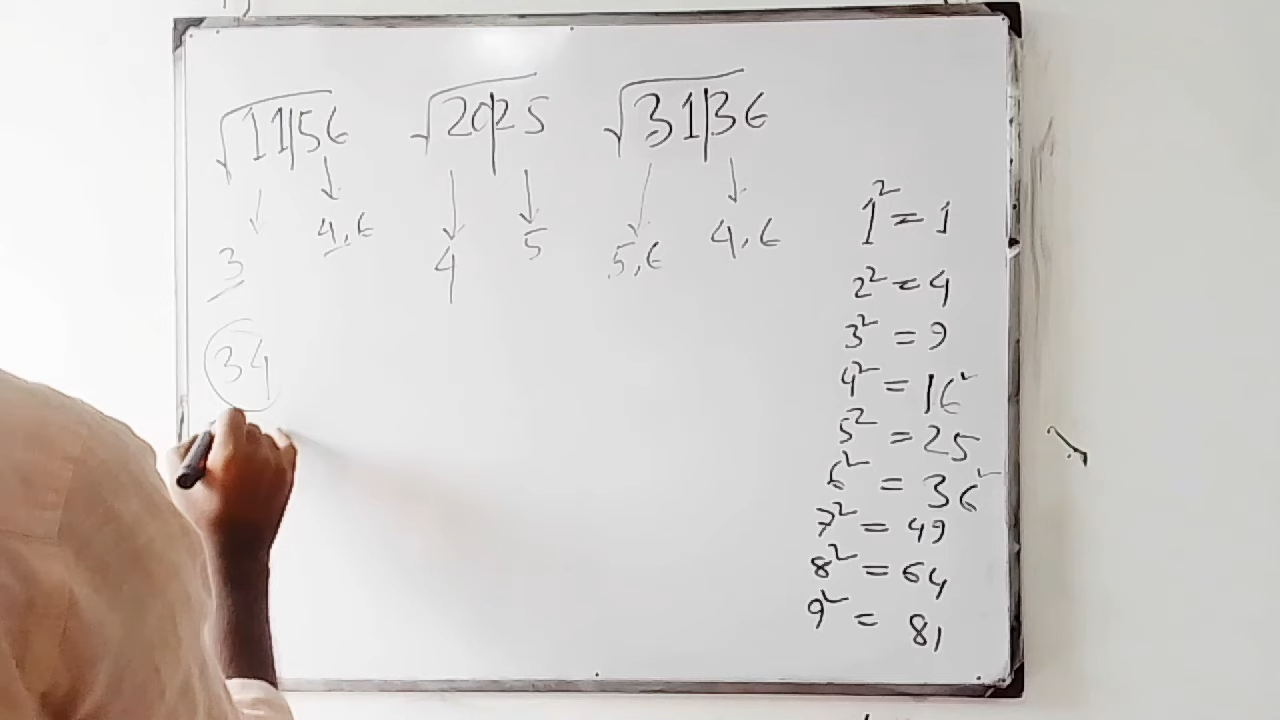 √11|56 √20|25 √31|36
3 4,6 4 5 5,6 4,6
34
1² = 1
2² = 4
3² = 9
4² = 16
5² = 25
6² = 36
7² = 49
8² = 64
9² = 81